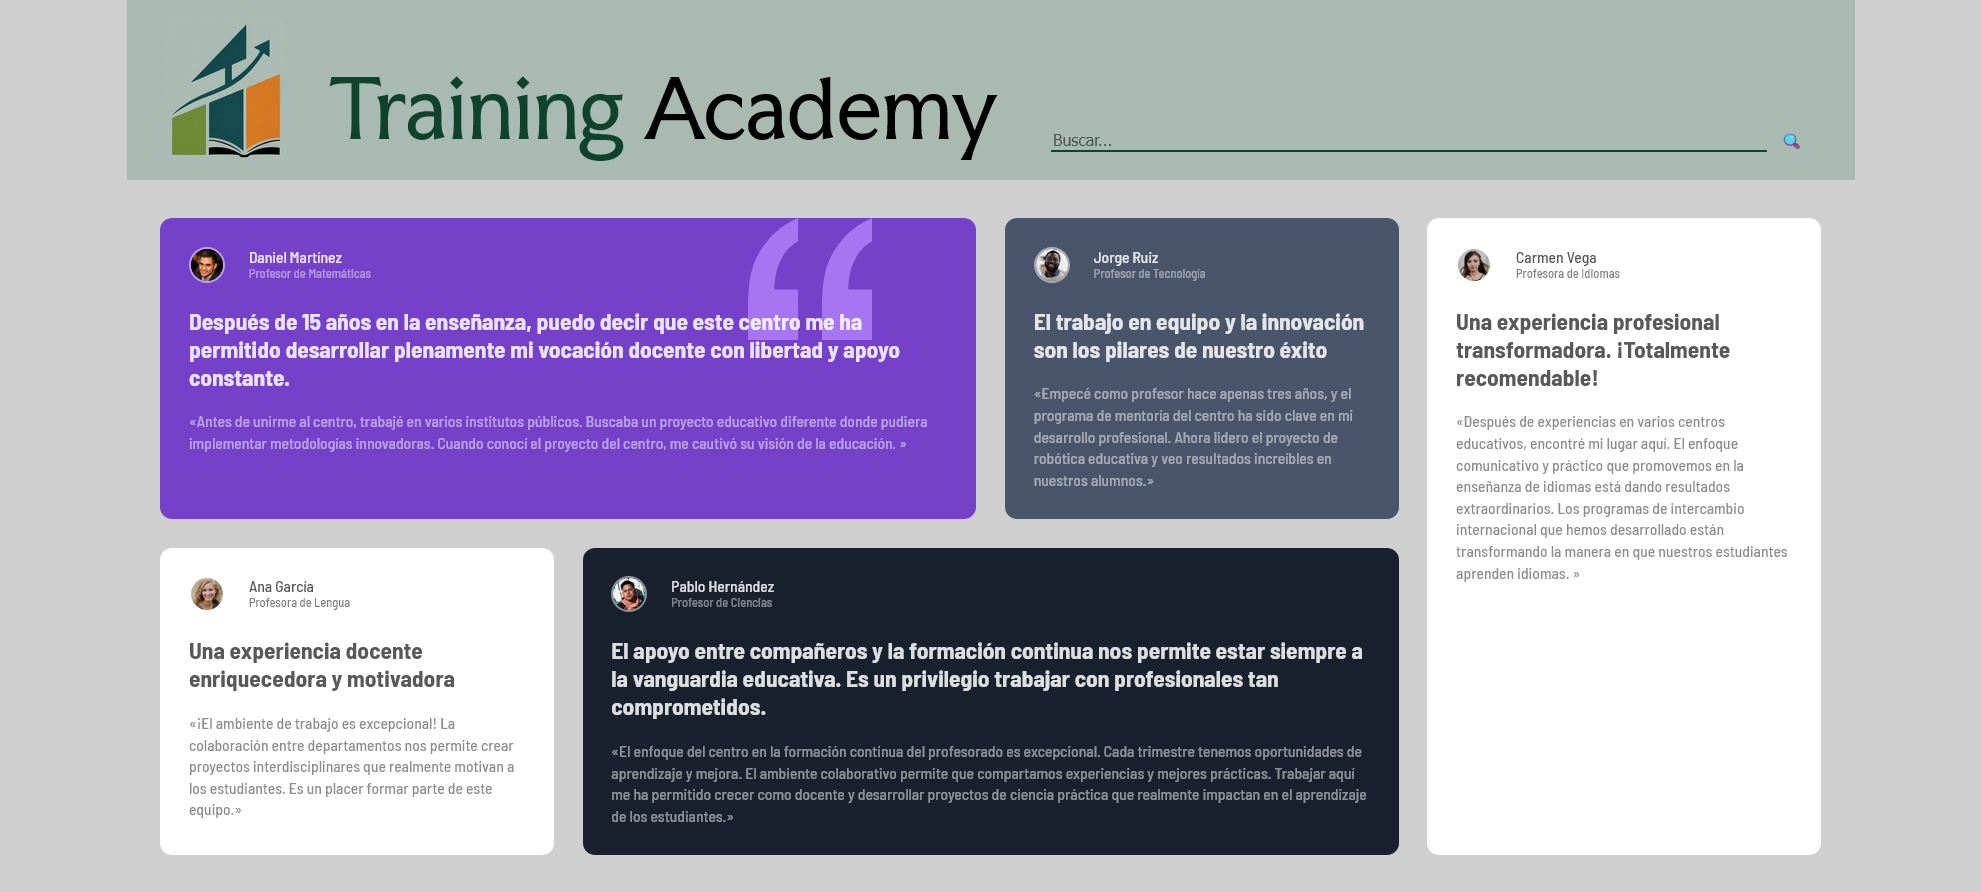 Training Academy
Buscar...
Daniel Martínez
Profesor de Matemáticas
Después de 15 años en la enseñanza, puedo decir que este centro me ha
permitido desarrollar plenamente mi vocación docente con libertad y apoyo
constante.
«Antes de unirme al centro, trabajé en varios institutos públicos. Buscaba un proyecto educativo diferente donde pudiera
implementar metodologías innovadoras. Cuando conocí el proyecto del centro, me cautivó su visión de la educación. »
Jorge Ruiz
Profesor de Tecnología
El trabajo en equipo y la innovación
son los pilares de nuestro éxito
«Empecé como profesor hace apenas tres años, y el
programa de mentoría del centro ha sido clave en mi
desarrollo profesional. Ahora lidero el proyecto de
robótica educativa y veo resultados increíbles en
nuestros alumnos.»
Carmen Vega
Profesora de Idiomas
Una experiencia profesional
transformadora. ¡Totalmente
recomendable!
«Después de experiencias en varios centros
educativos, encontré mi lugar aquí. El enfoque
comunicativo y práctico que promovemos en la
enseñanza de idiomas está dando resultados
extraordinarios. Los programas de intercambio
internacional que hemos desarrollado están
transformando la manera en que nuestros estudiantes
aprenden idiomas. »
Ana García
Profesora de Lengua
Una experiencia docente
enriquecedora y motivadora
«¡El ambiente de trabajo es excepcional! La
colaboración entre departamentos nos permite crear
proyectos interdisciplinares que realmente motivan a
los estudiantes. Es un placer formar parte de este
equipo.»
Pablo Hernández
Profesor de Ciencias
El apoyo entre compañeros y la formación continua nos permite estar siempre a
la vanguardia educativa. Es un privilegio trabajar con profesionales tan
comprometidos.
«El enfoque del centro en la formación continua del profesorado es excepcional. Cada trimestre tenemos oportunidades de
aprendizaje y mejora. El ambiente colaborativo permite que compartamos experiencias y mejores prácticas. Trabajar aquí
me ha permitido crecer como docente y desarrollar proyectos de ciencia práctica que realmente impactan en el aprendizaje
de los estudiantes.»